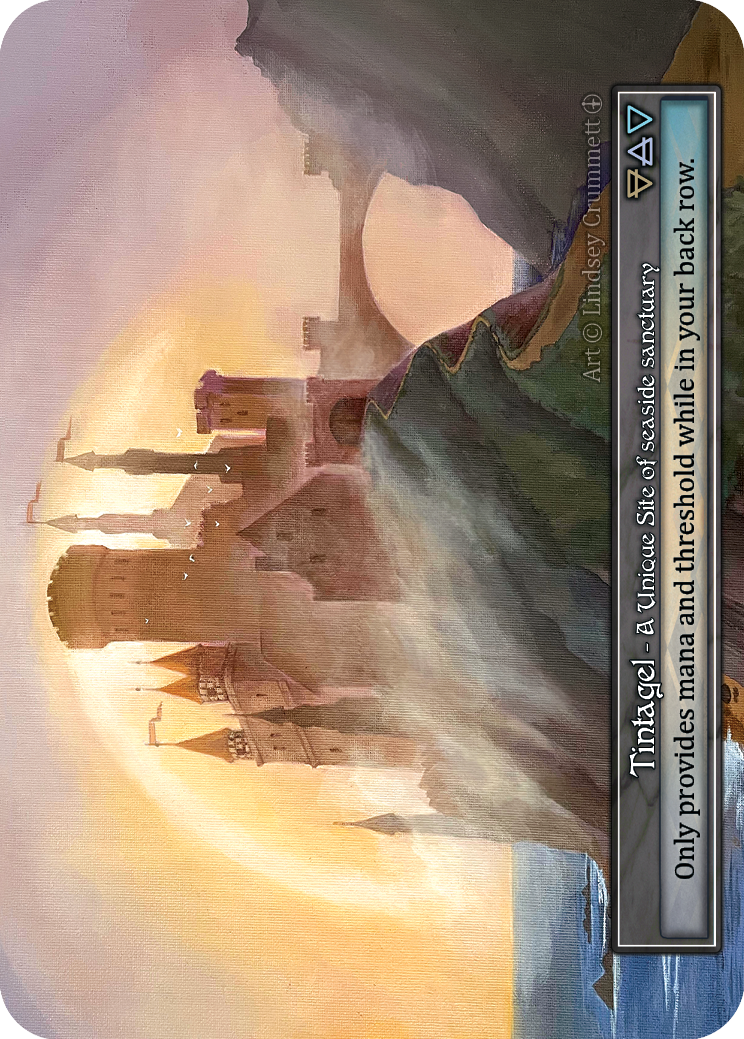 Art © Lindsey Crummett
Tintagel - A Unique Site of seaside sanctuary
Only provides mana and threshold while in your back row.